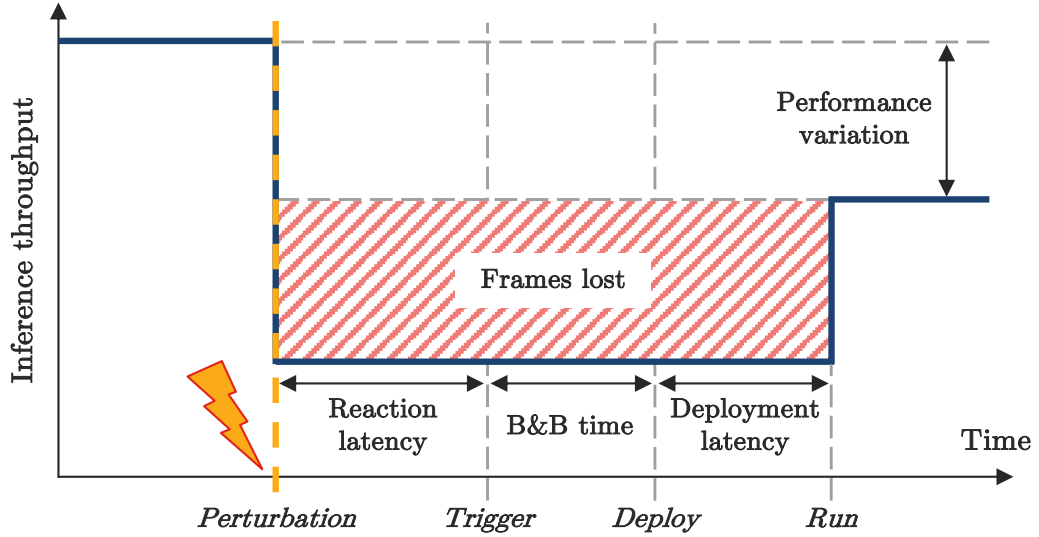 Inference throughput
Performance
variation
Frames lost
Reaction
latency
B&B time
Deployment
latency
Time
Perturbation
Trigger
Deploy
Run